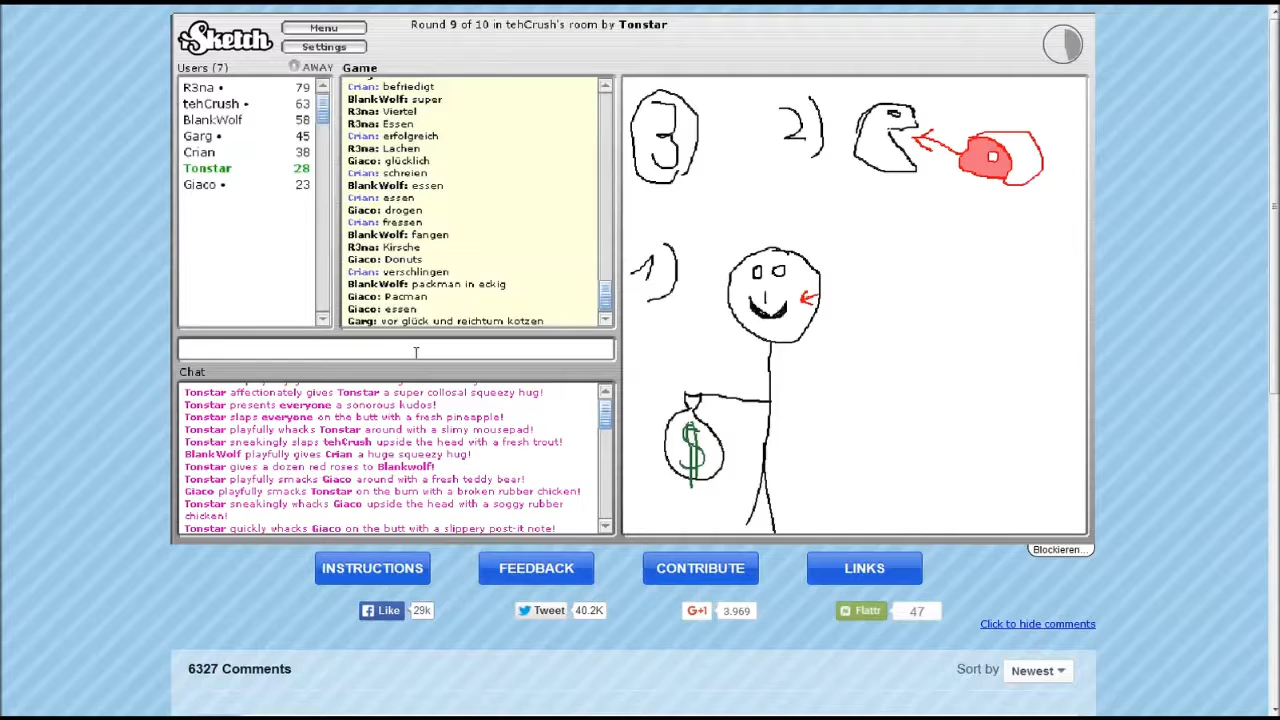 iSketch
Menu
Settings
Round 9 of 10 in tehCrush's room by Tonstar
Users (7)
AWAY
Game
R3na • 79
tehCrush • 63
BlankWolf 58
Garg • 45
Crian 38
Tonstar 28
Giaco • 23
Crian: befriedigt
BlankWolf: super
R3na: Viertel
R3na: Essen
Crian: erfolgreich
R3na: Lachen
Giaco: glücklich
Crian: schreien
BlankWolf: essen
Crian: essen
Giaco: drogen
Crian: fressen
BlankWolf: fangen
R3na: Kirsche
Giaco: Donuts
Crian: verschlingen
BlankWolf: packman in eckig
Giaco: Pacman
Giaco: essen
Garg: vor glück und reichtum kotzen
Chat
Tonstar affectionately gives Tonstar a super collosal squeezy hug!
Tonstar presents everyone a sonorous kudos!
Tonstar slaps everyone on the butt with a fresh pineapple!
Tonstar playfully whacks Tonstar around with a slimy mousepad!
Tonstar sneakingly slaps tehCrush upside the head with a fresh trout!
BlankWolf playfully gives Crian a huge squeezy hug!
Tonstar gives a dozen red roses to Blankwolf!
Tonstar playfully smacks Giaco around with a fresh teddy bear!
Giaco playfully smacks Tonstar on the bum with a broken rubber chicken!
Tonstar sneakingly whacks Giaco upside the head with a soggy rubber
chicken!
Tonstar quickly whacks Giaco on the butt with a slippery post-it note!
3
2)
1)
$
Blockieren...
INSTRUCTIONS
FEEDBACK
CONTRIBUTE
LINKS
Like 29k
Tweet 40.2K
G+1 3.969
Flattr 47
Click to hide comments
6327 Comments
Sort by Newest